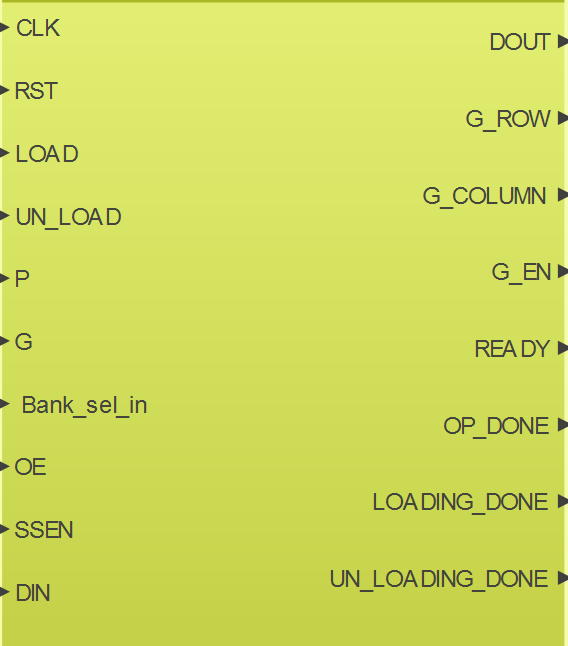 CLK
RST
LOAD
UN_LOAD
P
G
Bank_sel_in
OE
SSEN
DIN
DOUT
G_ROW
G_COLUMN
G_EN
READY
OP_DONE
LOADING_DONE
UN_LOADING_DONE